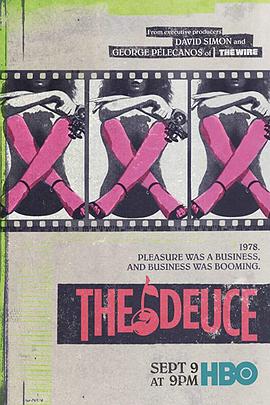 From executive producers
DAVID SIMON and
GEORGE PELECANOS of THE WIRE
1978.
PLEASURE WAS A BUSINESS,
AND BUSINESS WAS BOOMING.
THE DEUCE
SEPT 9
AT 9PM HBO